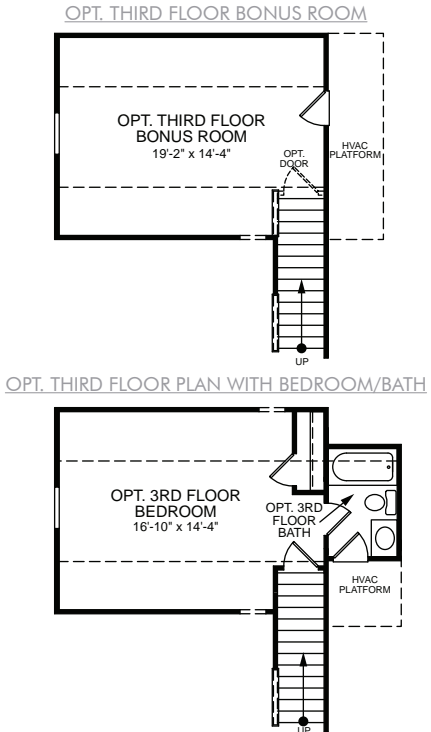 OPT. THIRD FLOOR BONUS ROOM
OPT. THIRD FLOOR
BONUS ROOM
19'-2" x 14'-4"
OPT.
DOOR
HVAC
PLATFORM
UP
OPT. THIRD FLOOR PLAN WITH BEDROOM/BATH
OPT. 3RD FLOOR
BEDROOM
16'-10" x 14'-4"
OPT. 3RD
FLOOR
BATH
HVAC
PLATFORM
UP